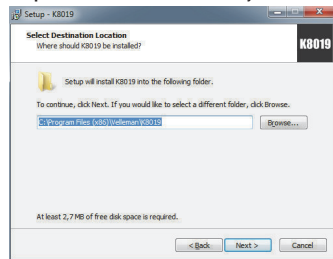 Setup - K8019
Select Destination Location
Where should K8019 be installed?
K8019
Setup will install K8019 into the following folder.
To continue, click Next. If you would like to select a different folder, click Browse.
C:\Program Files (x86)\Velleman\K8019
Browse...
At least 2,7 MB of free disk space is required.
< Back
Next >
Cancel